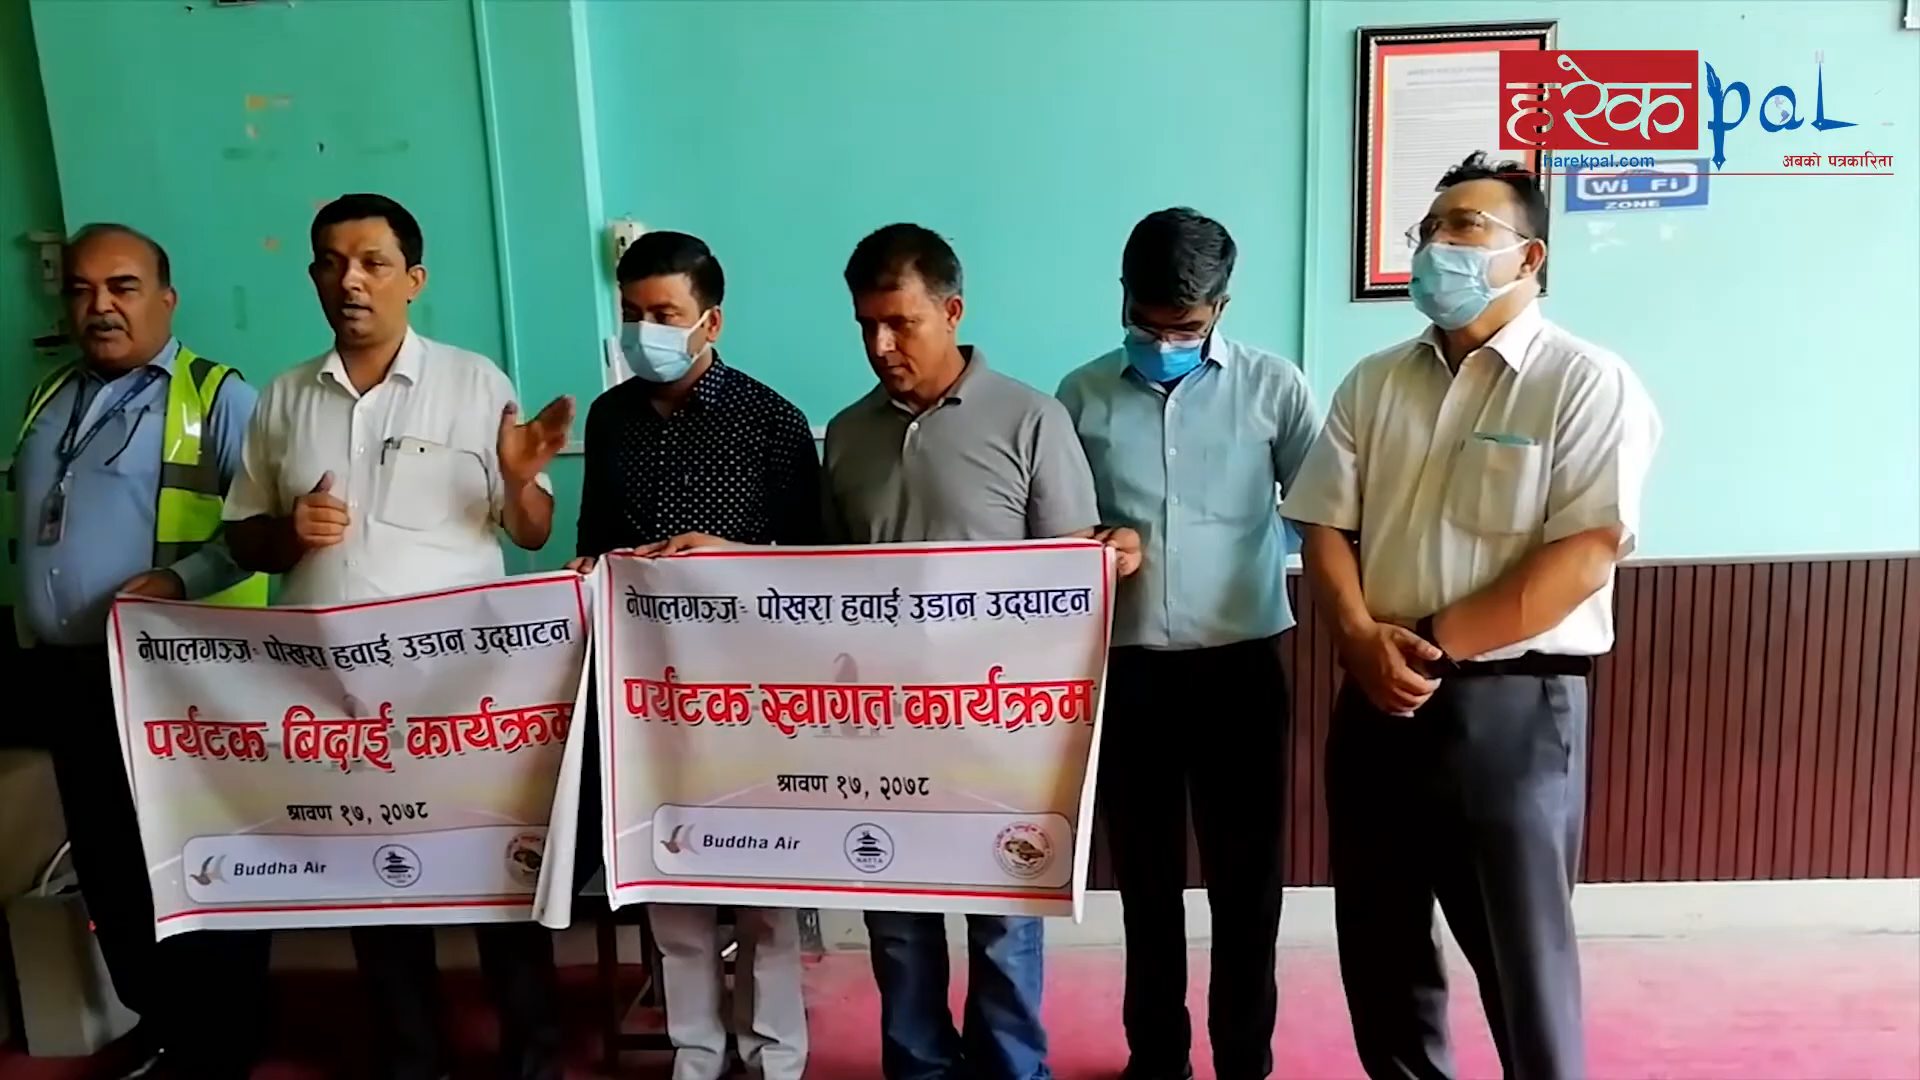 हरेक pal
harekpal.com
अबको पत्रकारिता
Wi Fi
ZONE
नेपालगञ्ज- पोखरा हवाई उडान उद्घाटन
पर्यटक बिदाई कार्यक्रम
श्रावण १७, २०७८
Buddha Air
NATTA
नेपालगञ्ज- पोखरा हवाई उडान उद्घाटन
पर्यटक स्वागत कार्यक्रम
श्रावण १७, २०७८
Buddha Air
NATTA